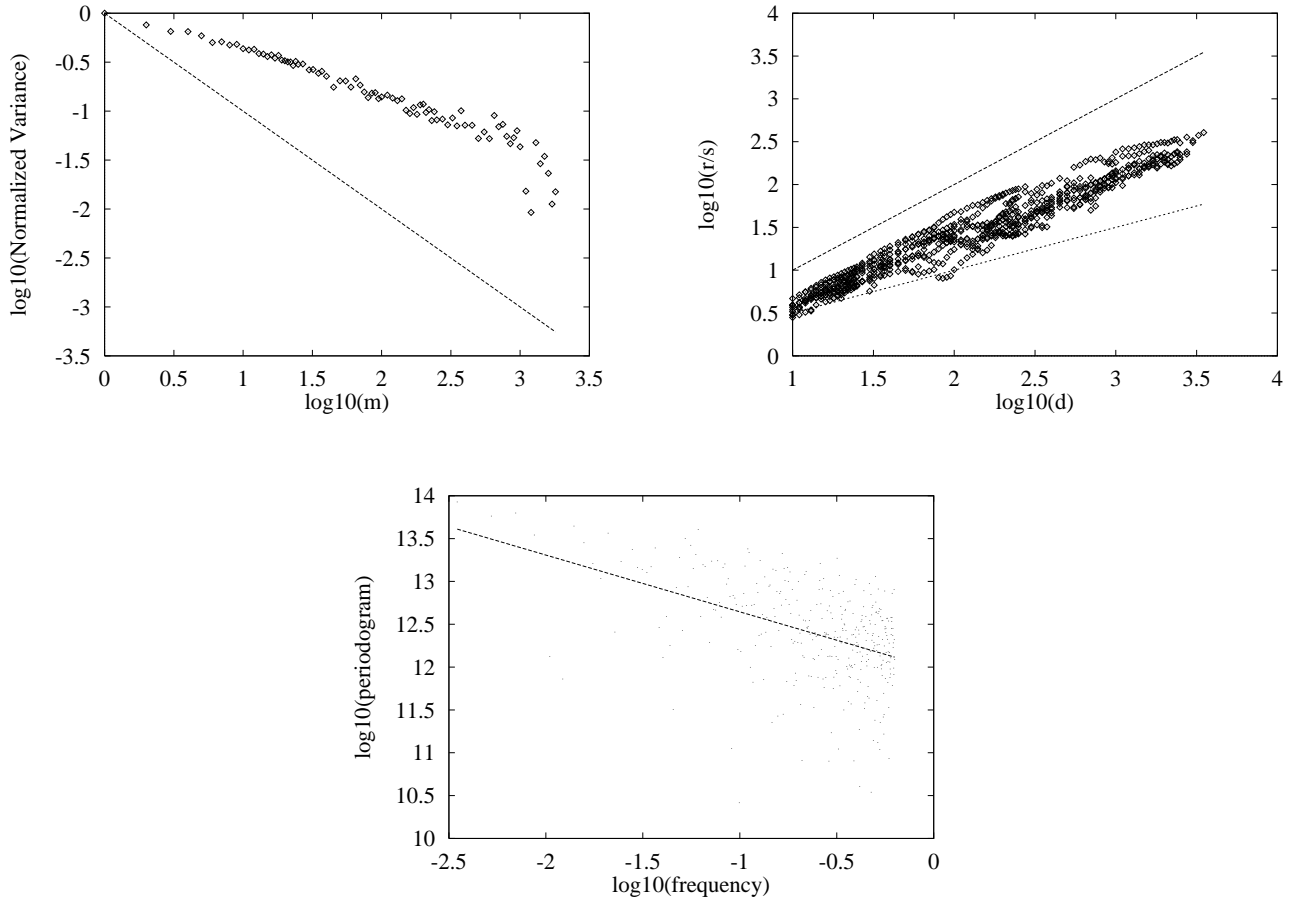 0
-0.5
-1
-1.5
-2
-2.5
-3
-3.5
log10(Normalized Variance)
0 0.5 1 1.5 2 2.5 3 3.5
log10(m)
4
3.5
3
2.5
2
1.5
1
0.5
0
log10(r/s)
1 1.5 2 2.5 3 3.5 4
log10(d)
14
13.5
13
12.5
12
11.5
11
10.5
10
log10(periodogram)
-2.5 -2 -1.5 -1 -0.5 0
log10(frequency)